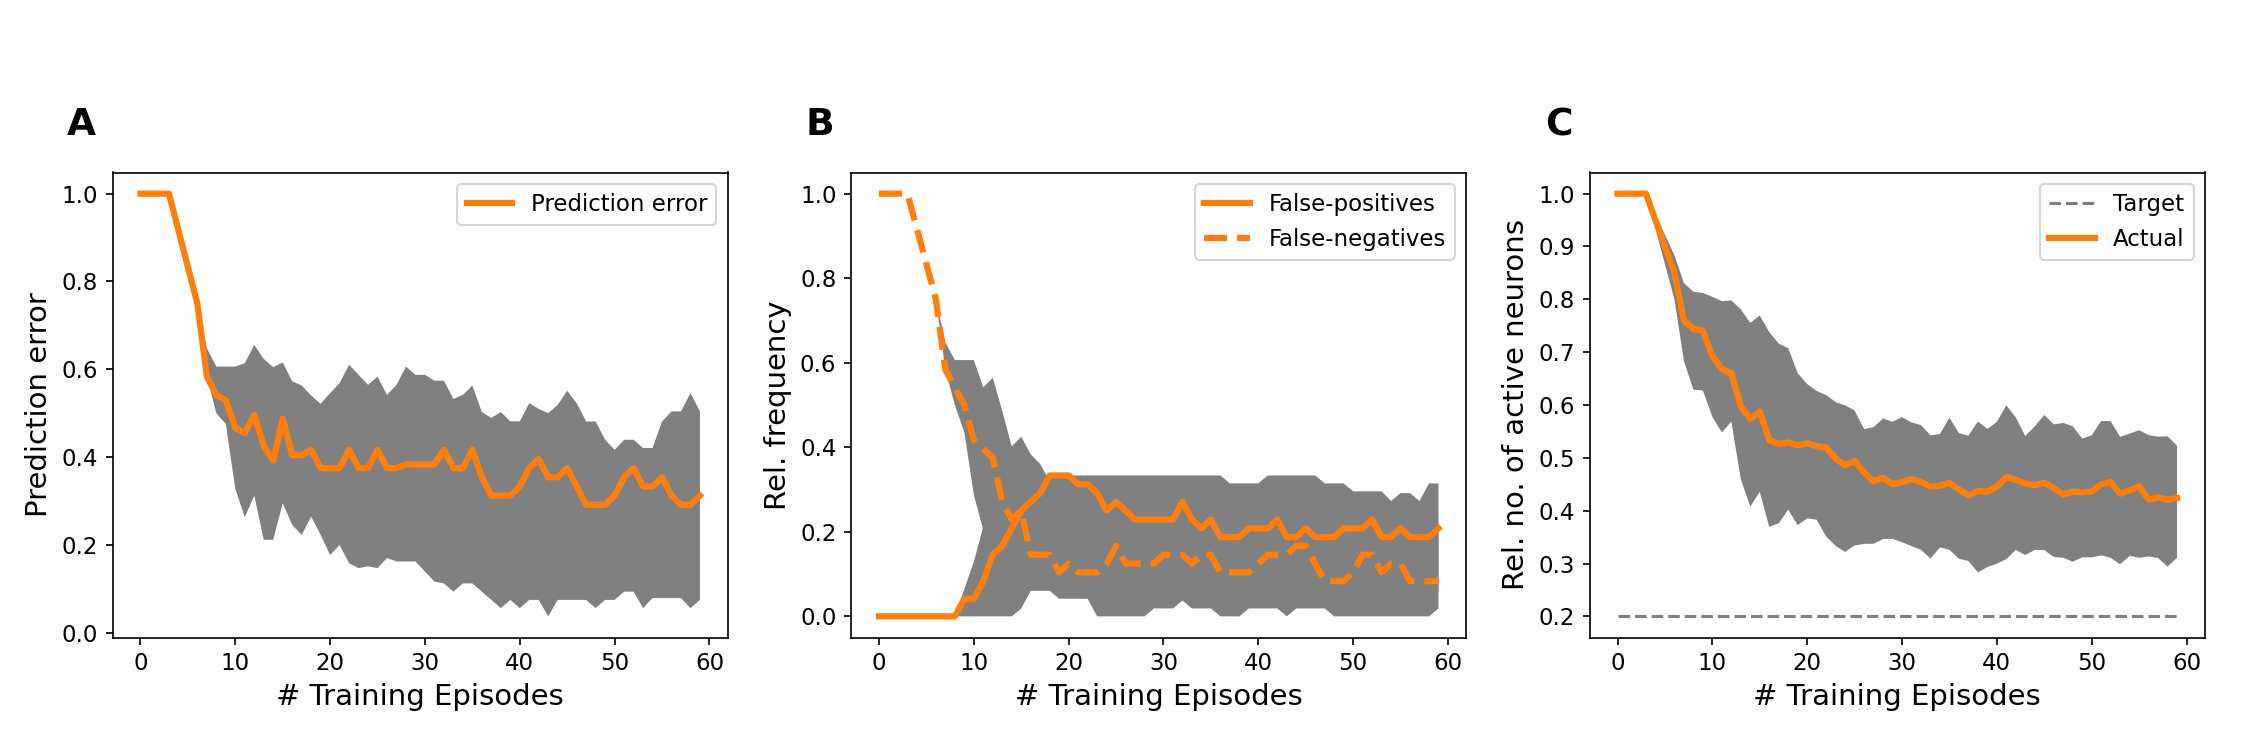 A
Prediction error
1.0
0.8
0.6
0.4
0.2
0.0
Prediction error
0 10 20 30 40 50 60
# Training Episodes
B
Rel. frequency
1.0
0.8
0.6
0.4
0.2
0.0
False-positives
False-negatives
0 10 20 30 40 50 60
# Training Episodes
C
Rel. no. of active neurons
1.0
0.9
0.8
0.7
0.6
0.5
0.4
0.3
0.2
Target
Actual
0 10 20 30 40 50 60
# Training Episodes